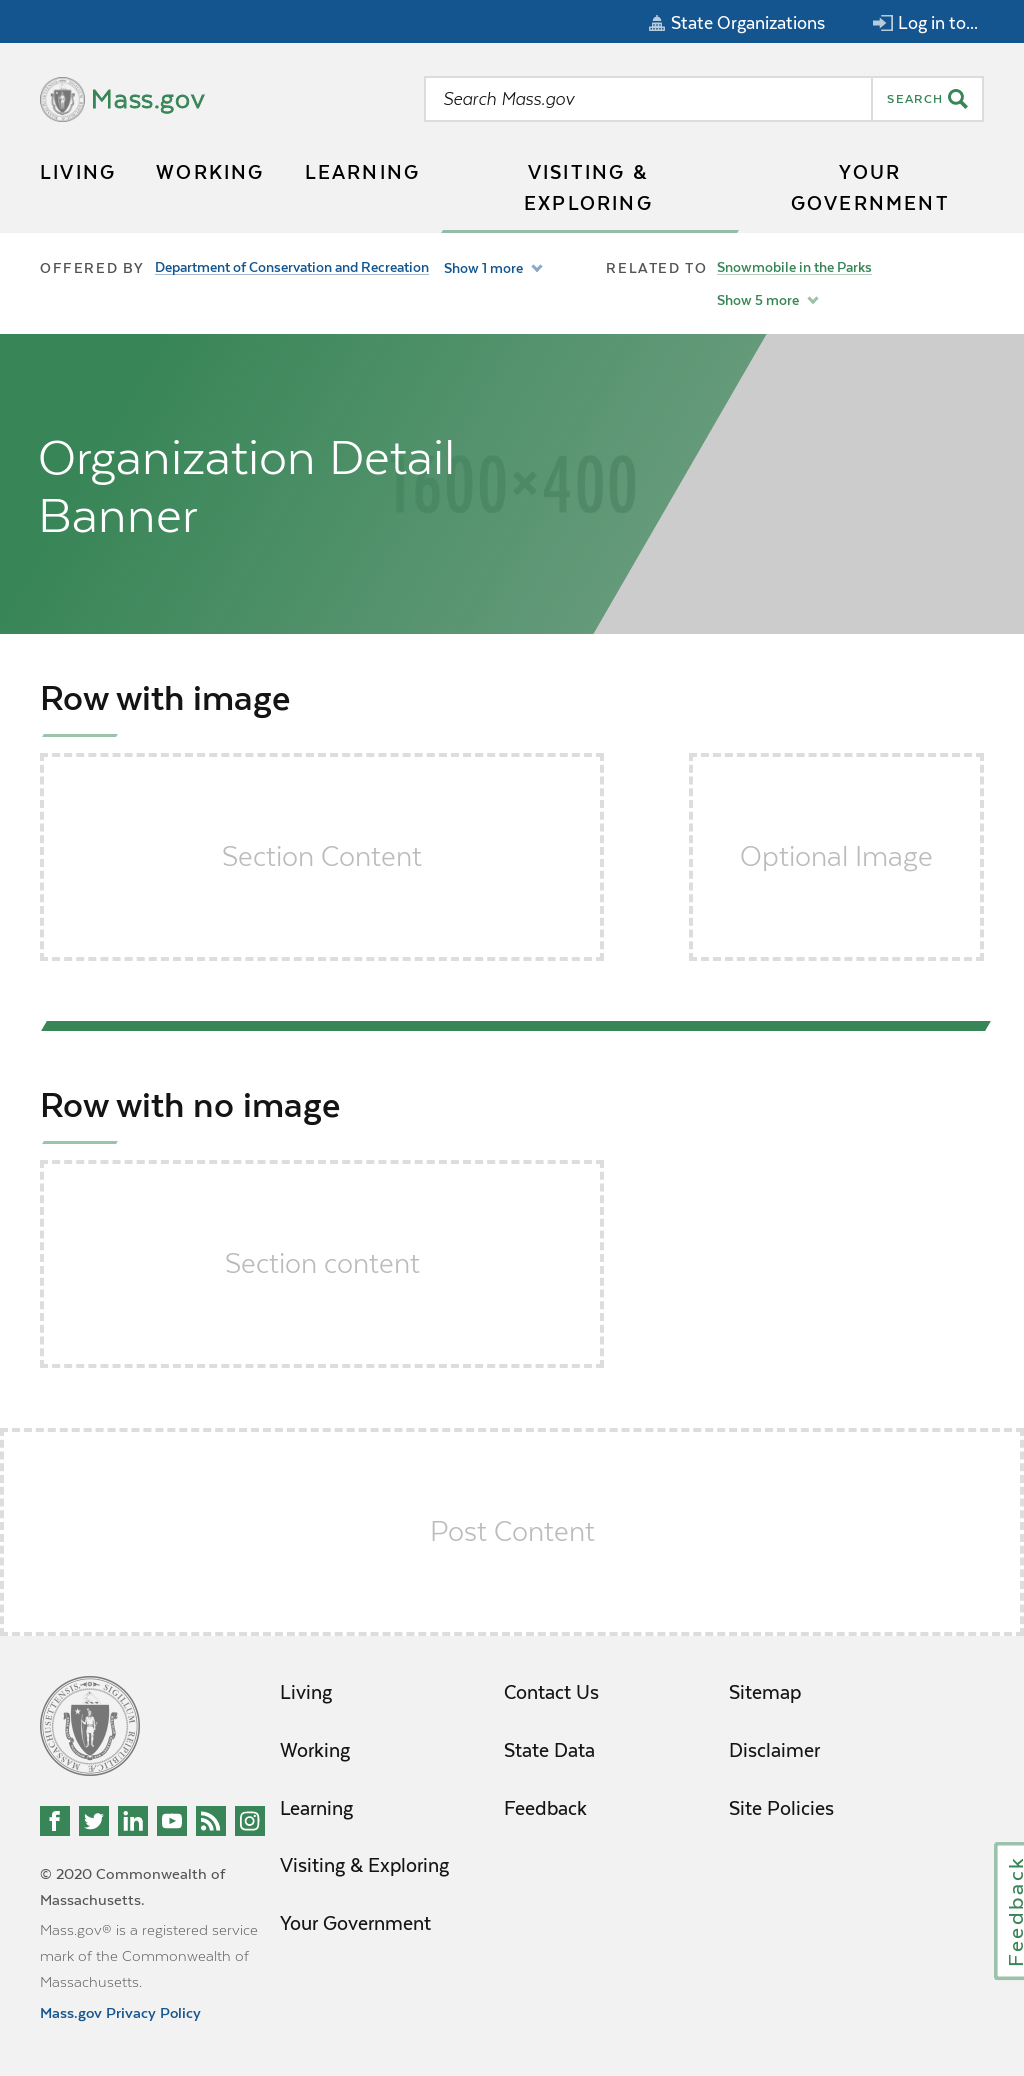 State Organizations
Log in to...
Mass.gov
Search Mass.gov
SEARCH
LIVING
WORKING
LEARNING
VISITING &
EXPLORING
YOUR
GOVERNMENT
OFFERED BY
Department of Conservation and Recreation
Show 1 more
RELATED TO
Snowmobile in the Parks
Show 5 more
Organization Detail
Banner
1600×400
Row with image
Section Content
Optional Image
Row with no image
Section content
Post Content
Living
Working
Learning
Visiting & Exploring
Your Government
Contact Us
State Data
Feedback
Sitemap
Disclaimer
Site Policies
© 2020 Commonwealth of
Massachusetts.
Mass.gov® is a registered service
mark of the Commonwealth of
Massachusetts.
Mass.gov Privacy Policy
Feedback